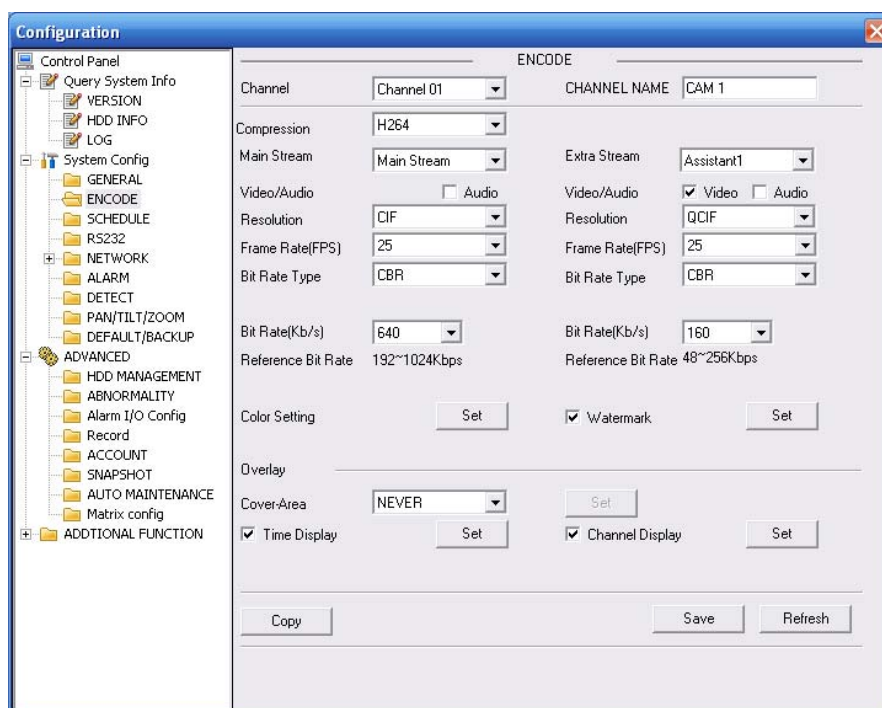 Configuration
Control Panel
Query System Info
VERSION
HDD INFO
LOG
System Config
GENERAL
ENCODE
SCHEDULE
RS232
NETWORK
ALARM
DETECT
PAN/TILT/ZOOM
DEFAULT/BACKUP
ADVANCED
HDD MANAGEMENT
ABNORMALITY
Alarm I/O Config
Record
ACCOUNT
SNAPSHOT
AUTO MAINTENANCE
Matrix config
ADDTIONAL FUNCTION
ENCODE
Channel Channel 01 CHANNEL NAME CAM 1
Compression H264
Main Stream Main Stream Extra Stream Assistant1
Video/Audio Audio Video/Audio Video Audio
Resolution CIF Resolution QCIF
Frame Rate(FPS) 25 Frame Rate(FPS) 25
Bit Rate Type CBR Bit Rate Type CBR
Bit Rate(Kb/s) 640 Bit Rate(Kb/s) 160
Reference Bit Rate 192~1024Kbps Reference Bit Rate 48~256Kbps
Color Setting Set Watermark Set
Overlay
Cover-Area NEVER Set
Time Display Set Channel Display Set
Copy Save Refresh